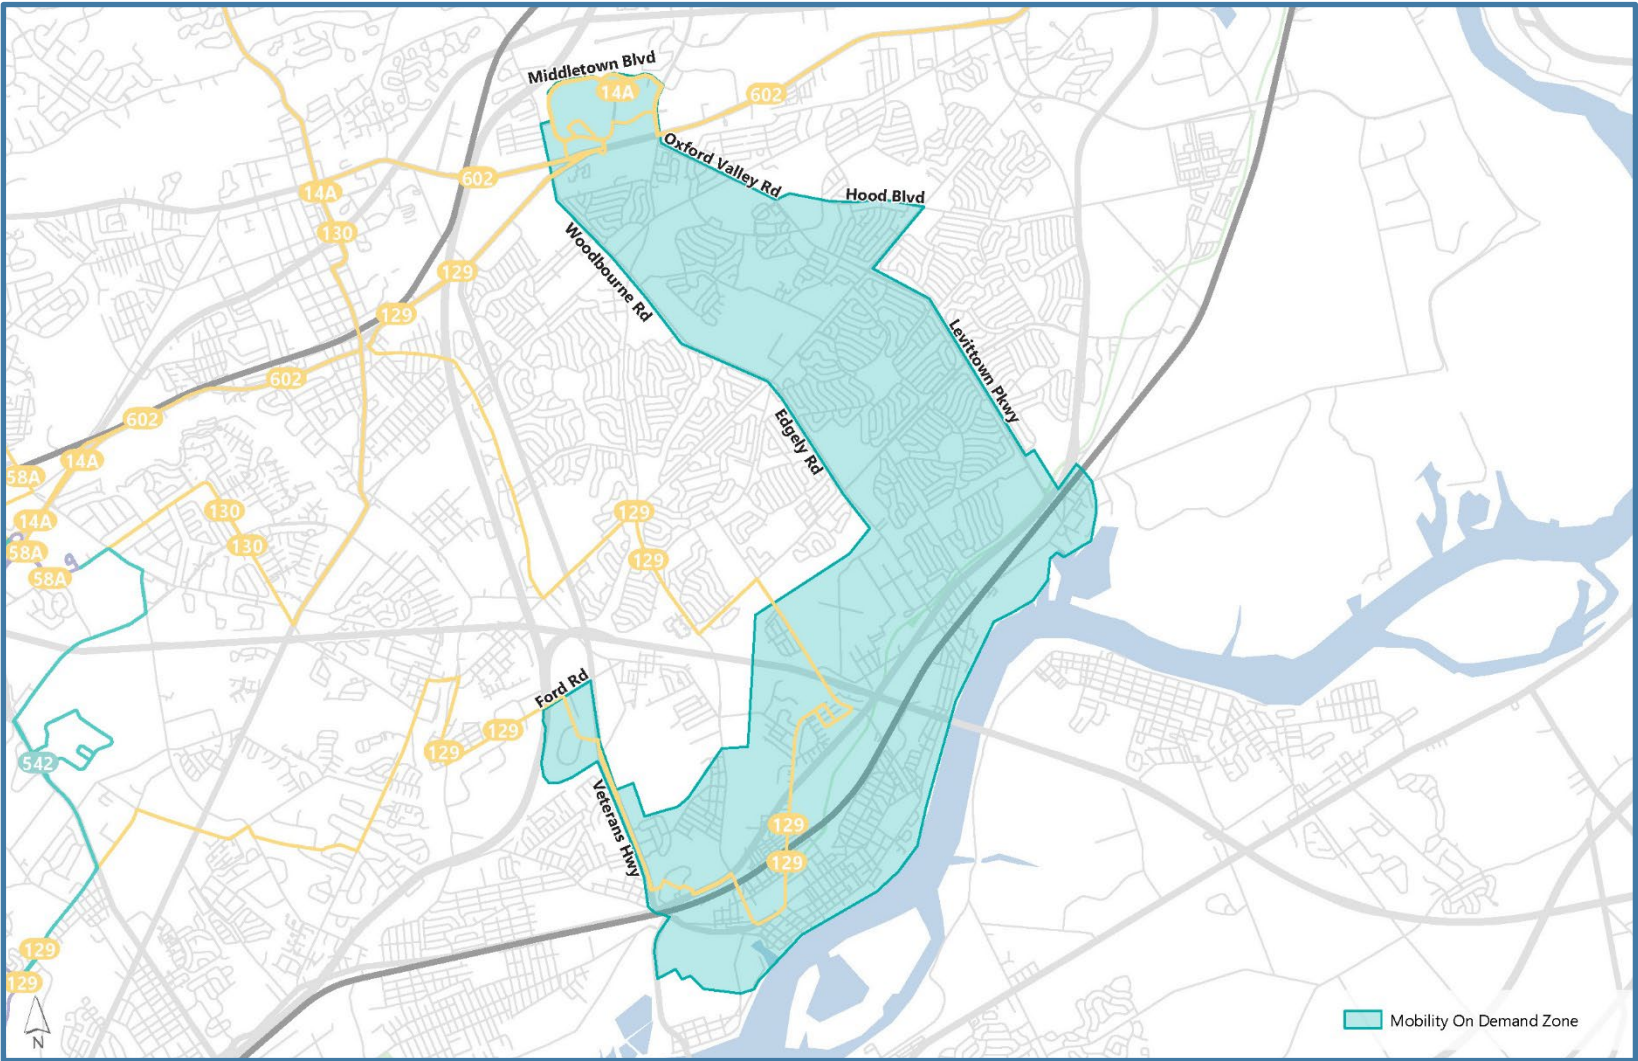 Middletown Blvd
14A
602
Oxford Valley Rd
602
14A
Hood Blvd
130
Woodbourne Rd
129
129
Levittown Pkwy
602
602
Edgely Rd
14A
58A
130
129
14A
130
58A
129
58A
Ford Rd
129
129
542
Veterans Hwy
129
129
129
129
N
Mobility On Demand Zone